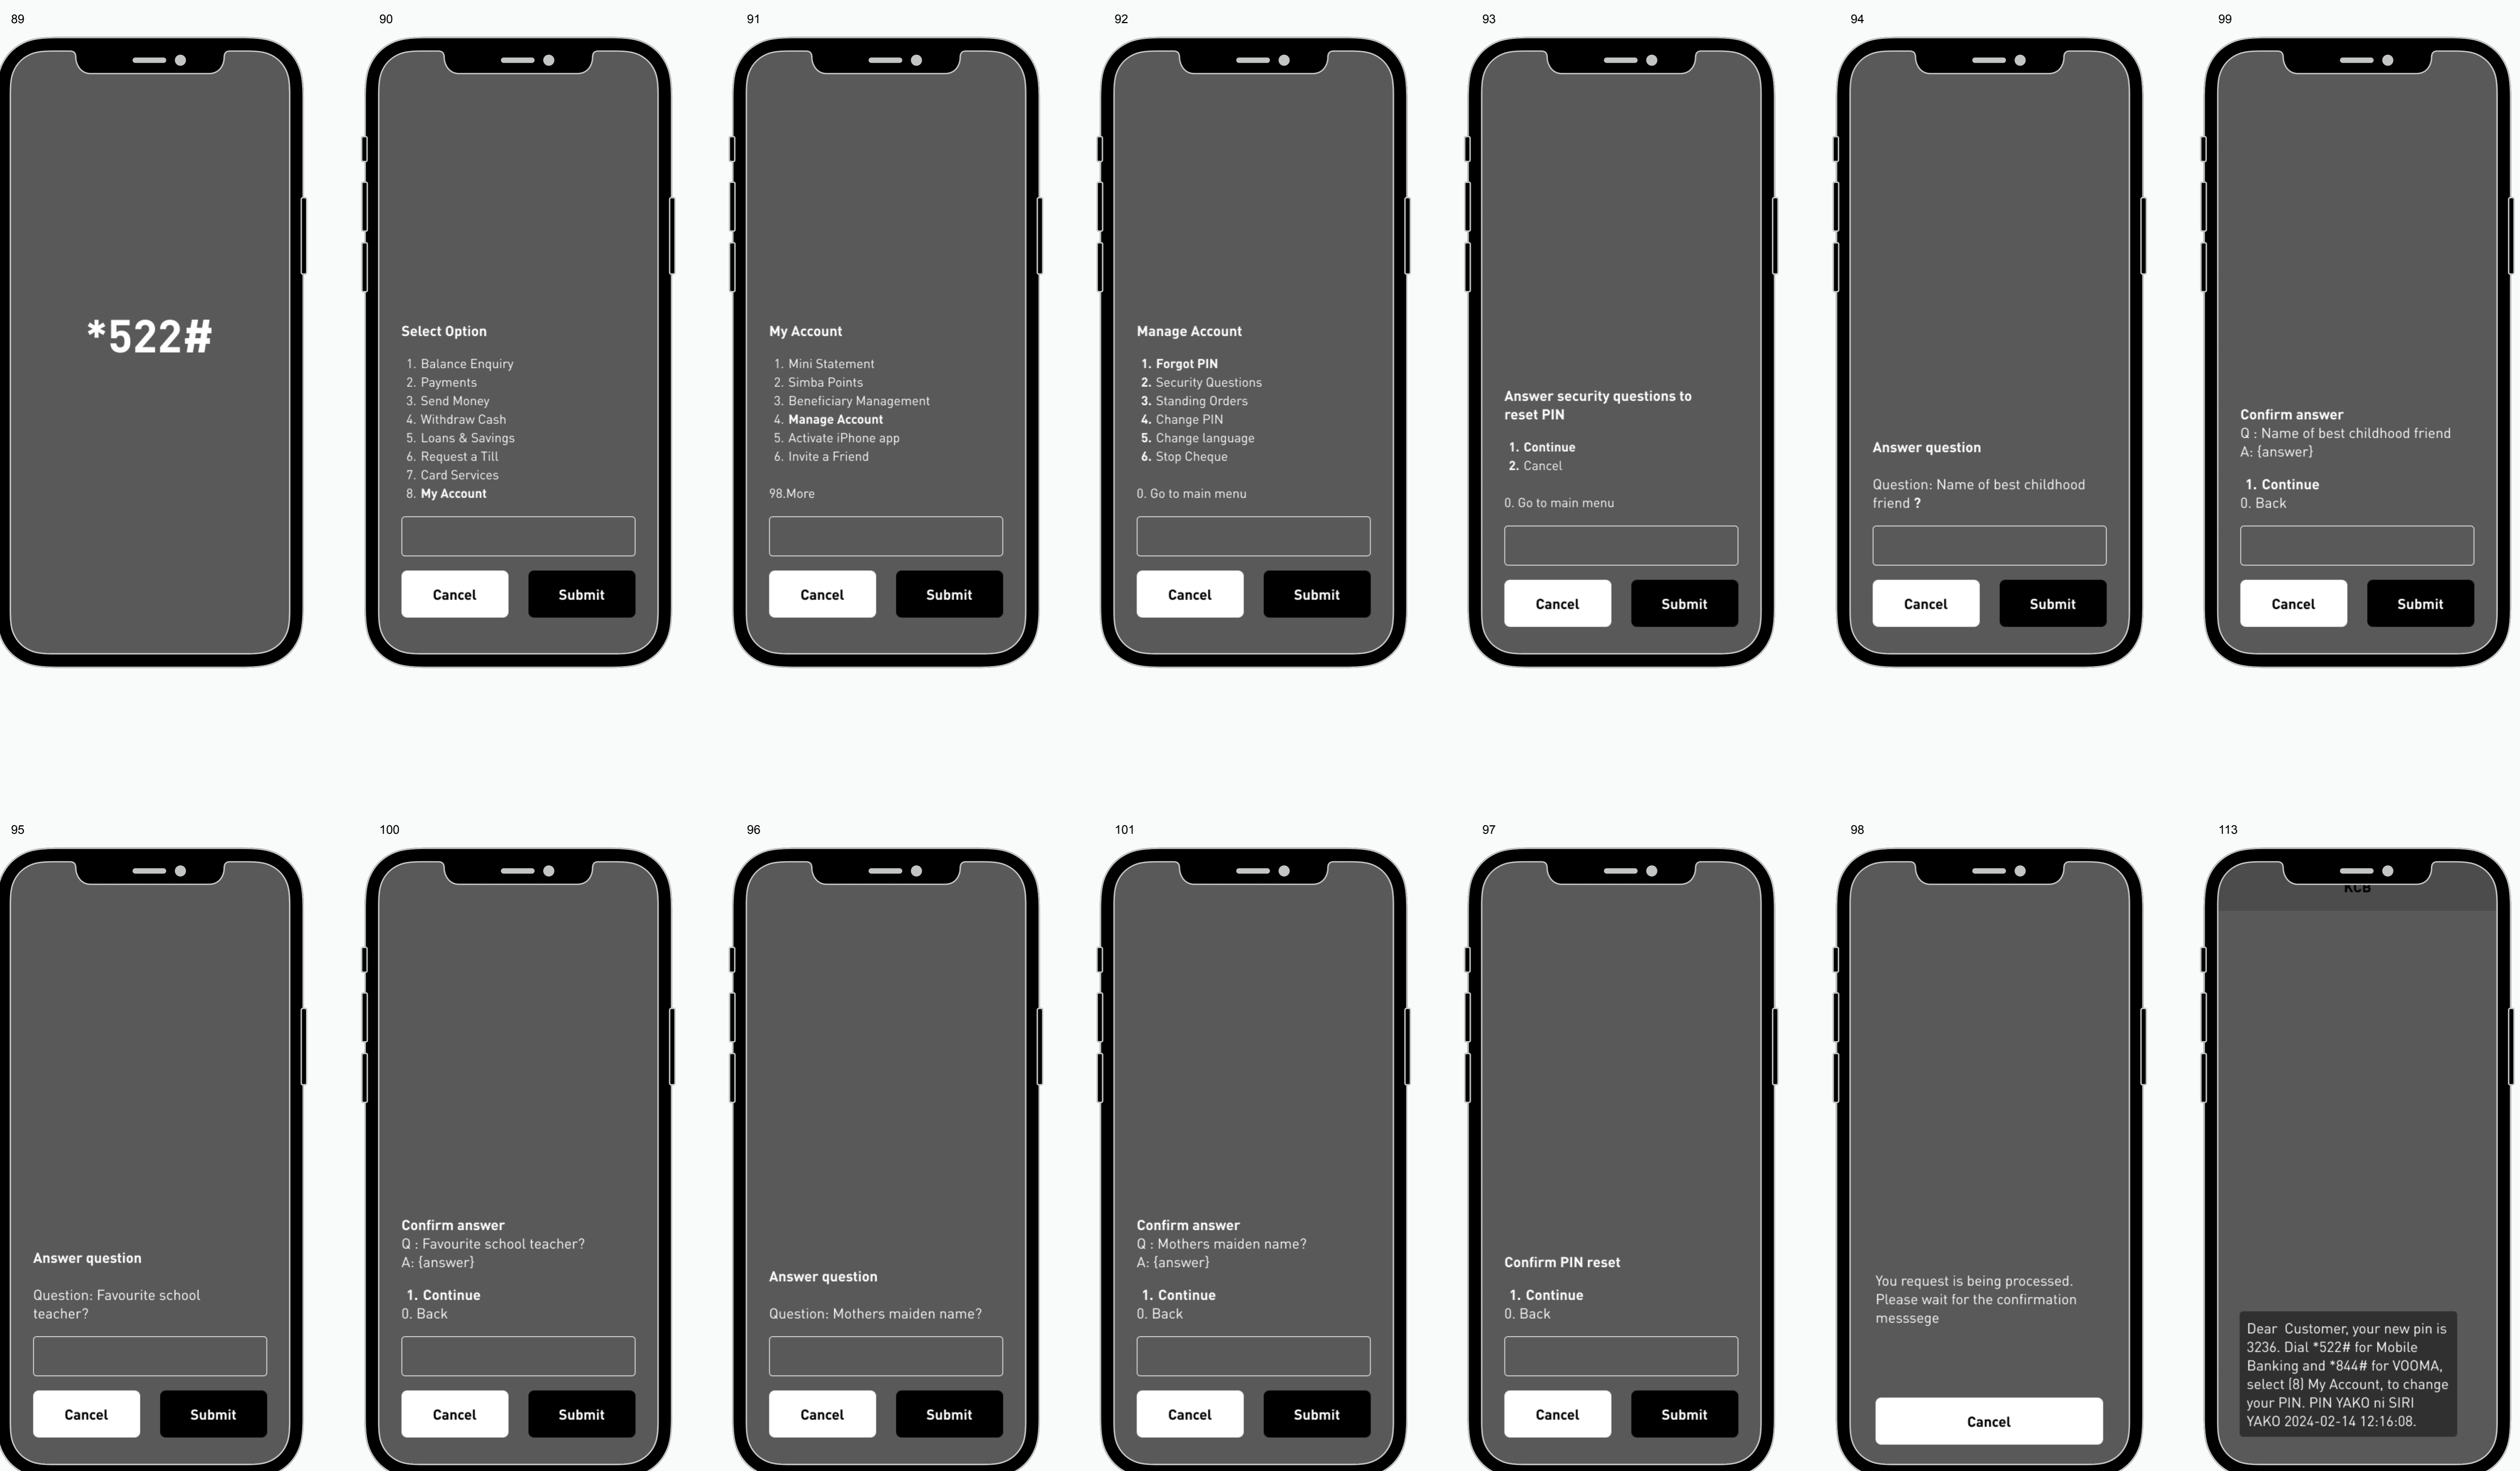 89
*522#
90
Select Option
1. Balance Enquiry
2. Payments
3. Send Money
4. Withdraw Cash
5. Loans & Savings
6. Request a Till
7. Card Services
8. My Account
Cancel
Submit
91
My Account
1. Mini Statement
2. Simba Points
3. Beneficiary Management
4. Manage Account
5. Activate iPhone app
6. Invite a Friend
98.More
Cancel
Submit
92
Manage Account
1. Forgot PIN
2. Security Questions
3. Standing Orders
4. Change PIN
5. Change language
6. Stop Cheque
0. Go to main menu
Cancel
Submit
93
Answer security questions to
reset PIN
1. Continue
2. Cancel
0. Go to main menu
Cancel
Submit
94
Answer question
Question: Name of best childhood
friend ?
Cancel
Submit
99
Confirm answer
Q : Name of best childhood friend
A: {answer}
1. Continue
0. Back
Cancel
Submit
95
Answer question
Question: Favourite school
teacher?
Cancel
Submit
100
Confirm answer
Q : Favourite school teacher?
A: {answer}
1. Continue
0. Back
Cancel
Submit
96
Answer question
Question: Mothers maiden name?
Cancel
Submit
101
Confirm answer
Q : Mothers maiden name?
A: {answer}
1. Continue
0. Back
Cancel
Submit
97
Confirm PIN reset
1. Continue
0. Back
Cancel
Submit
98
You request is being processed.
Please wait for the confirmation
messsege
Cancel
113
KCB
Dear  Customer, your new pin is
3236. Dial *522# for Mobile
Banking and *844# for VOOMA,
select (8) My Account, to change
your PIN. PIN YAKO ni SIRI
YAKO 2024-02-14 12:16:08.